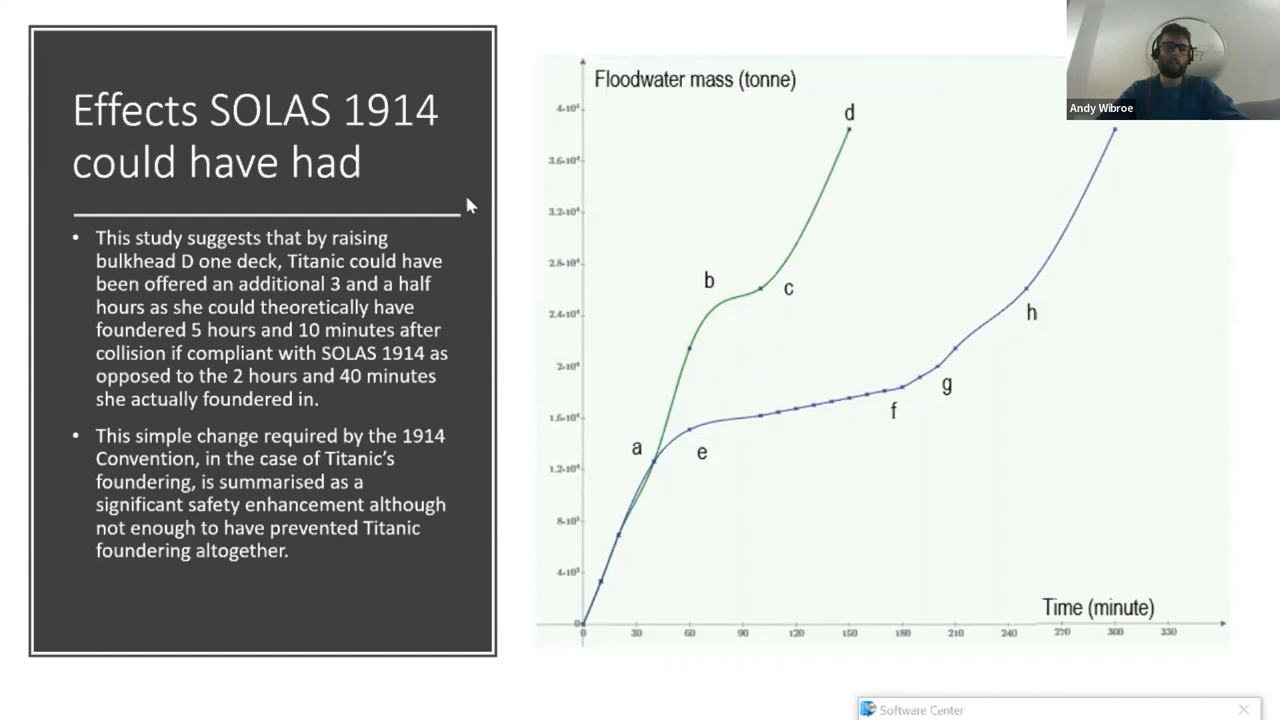 Effects SOLAS 1914
could have had
• This study suggests that by raising
bulkhead D one deck, Titanic could have
been offered an additional 3 and a half
hours as she could theoretically have
foundered 5 hours and 10 minutes after
collision if compliant with SOLAS 1914 as
opposed to the 2 hours and 40 minutes
she actually foundered in.
• This simple change required by the 1914
Convention, in the case of Titanic’s
foundering, is summarised as a
significant safety enhancement although
not enough to have prevented Titanic
foundering altogether.
Floodwater mass (tonne)
4·10⁴
3.6·10⁴
3.2·10⁴
2.8·10⁴
2.4·10⁴
2·10⁴
1.6·10⁴
1.2·10⁴
8·10³
4·10³
0
a
b
c
d
e
f
g
h
Time (minute)
0 30 60 90 120 150 180 210 240 270 300 330
Andy Wibroe
Software Center